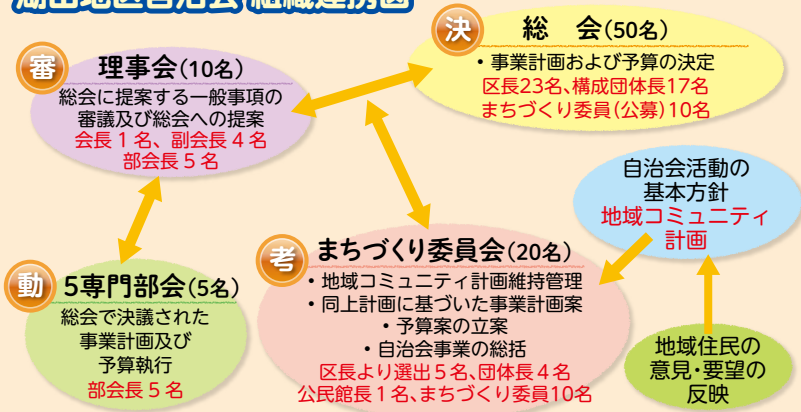 湖出地区自治会 組織連携図
決
総　会(50名)
・事業計画および予算の決定
区長23名、構成団体長17名
まちづくり委員(公募)10名
審
理事会(10名)
総会に提案する一般事項の
審議及び総会への提案
会長1名、副会長4名
部会長5名
自治会活動の
基本方針
地域コミュニティ
計画
考
まちづくり委員会(20名)
・地域コミュニティ計画維持管理
・同上計画に基づいた事業計画案
・予算案の立案
・自治会事業の総括
区長より選出5名、団体長4名
公民館長1名、まちづくり委員10名
動
5専門部会(5名)
総会で決議された
事業計画及び
予算執行
部会長5名
地域住民の
意見・要望の
反映